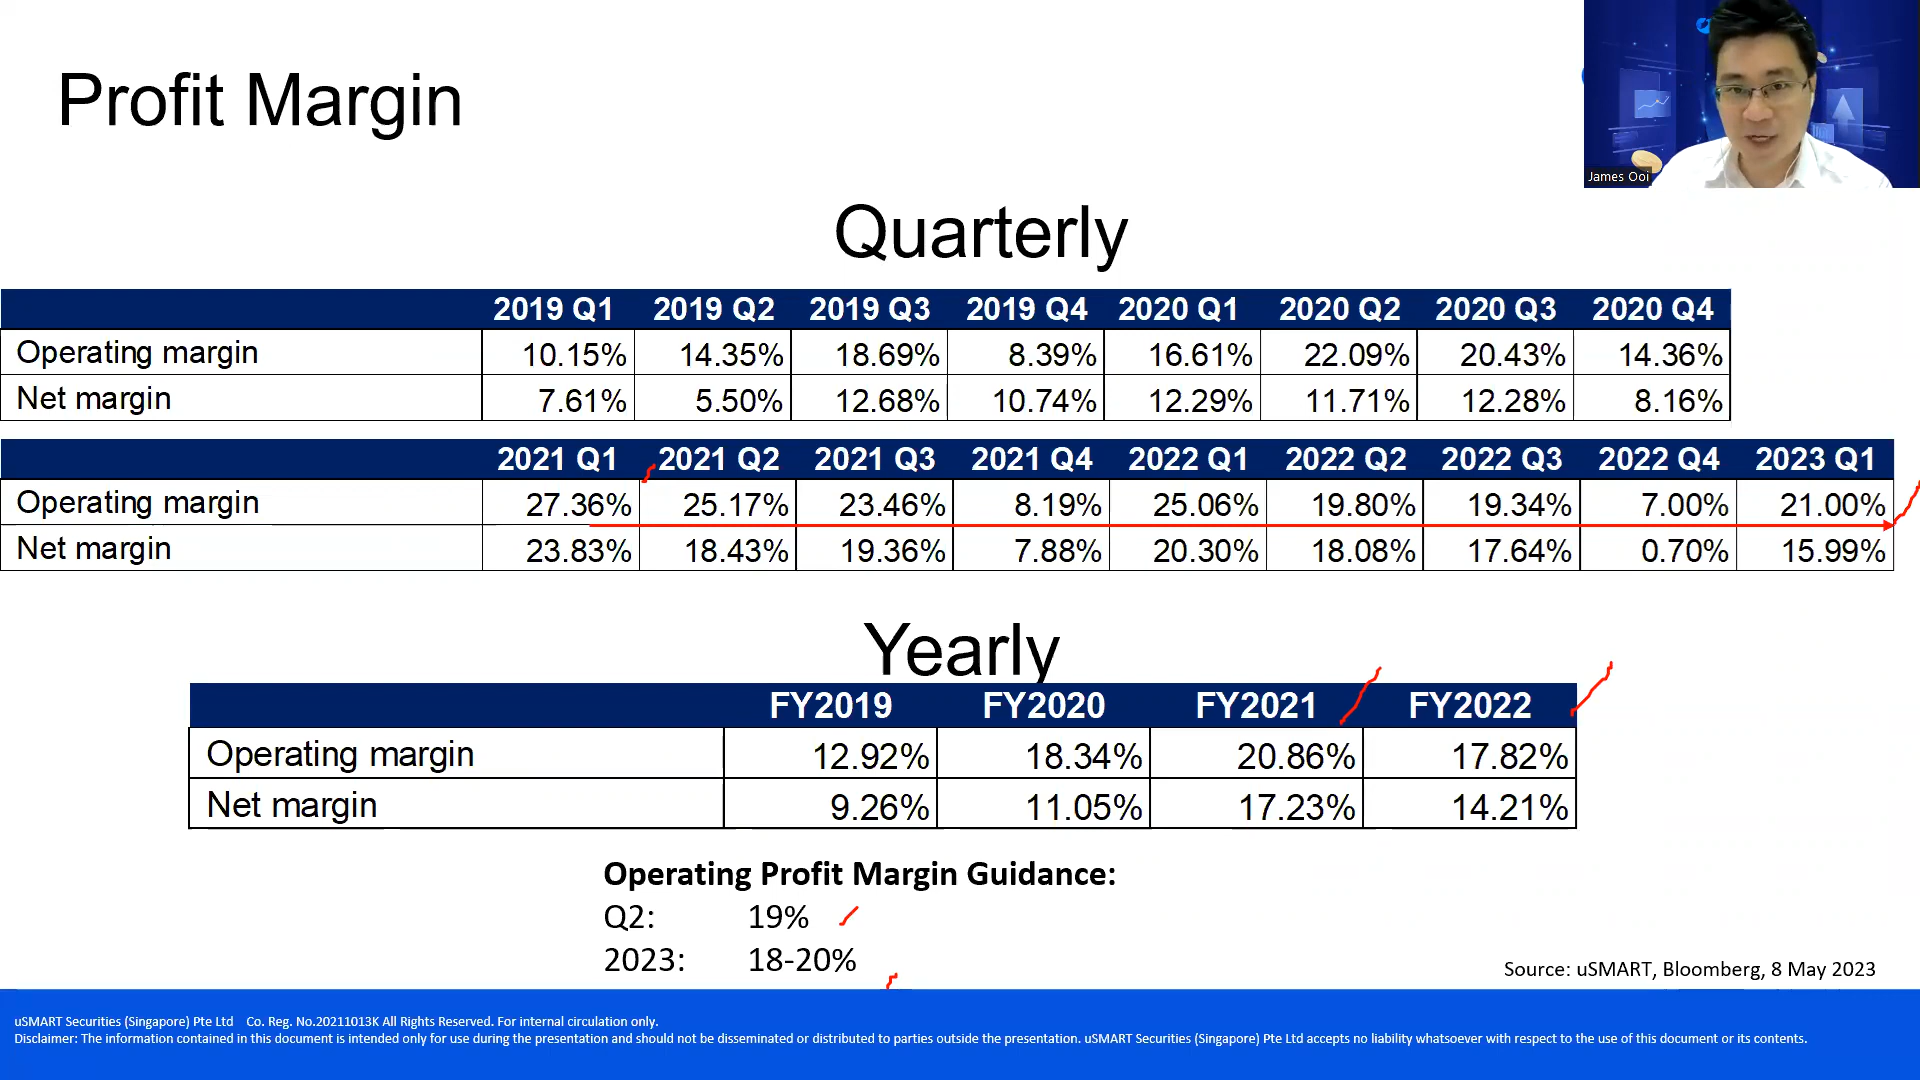 Profit Margin
James Ooi
Quarterly
2019 Q1 2019 Q2 2019 Q3 2019 Q4 2020 Q1 2020 Q2 2020 Q3 2020 Q4
Operating margin 10.15% 14.35% 18.69% 8.39% 16.61% 22.09% 20.43% 14.36%
Net margin 7.61% 5.50% 12.68% 10.74% 12.29% 11.71% 12.28% 8.16%
2021 Q1 2021 Q2 2021 Q3 2021 Q4 2022 Q1 2022 Q2 2022 Q3 2022 Q4 2023 Q1
Operating margin 27.36% 25.17% 23.46% 8.19% 25.06% 19.80% 19.34% 7.00% 21.00%
Net margin 23.83% 18.43% 19.36% 7.88% 20.30% 18.08% 17.64% 0.70% 15.99%
Yearly
FY2019 FY2020 FY2021 FY2022
Operating margin 12.92% 18.34% 20.86% 17.82%
Net margin 9.26% 11.05% 17.23% 14.21%
Operating Profit Margin Guidance:
Q2: 19%
2023: 18-20%
Source: uSMART, Bloomberg, 8 May 2023
uSMART Securities (Singapore) Pte Ltd Co. Reg. No.20211013K All Rights Reserved. For internal circulation only.
Disclaimer: The information contained in this document is intended only for use during the presentation and should not be disseminated or distributed to parties outside the presentation. uSMART Securities (Singapore) Pte Ltd accepts no liability whatsoever with respect to the use of this document or its contents.